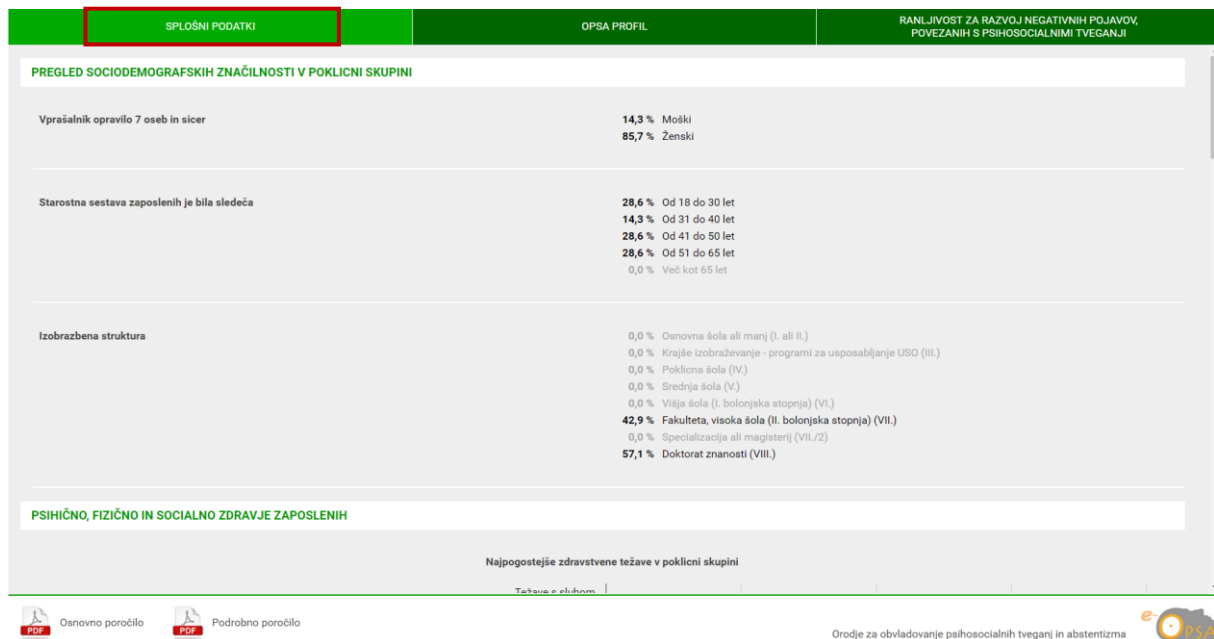 SPLOŠNI PODATKI
OPSA PROFIL
RANLJIVOST ZA RAZVOJ NEGATIVNIH POJAVOV,
POVEZANIH S PSIHOSOCIALNIMI TVEGANJI
PREGLED SOCIODEMOGRAFSKIH ZNAČILNOSTI V POKLICNI SKUPINI
Vprašalnik opravilo 7 oseb in sicer
14,3 % Moški
85,7 % Ženski
Starostna sestava zaposlenih je bila sledeča
28,6 % Od 18 do 30 let
14,3 % Od 31 do 40 let
28,6 % Od 41 do 50 let
28,6 % Od 51 do 65 let
0,0 % Več kot 65 let
Izobrazbena struktura
0,0 % Osnovna šola ali manj (I. ali II.)
0,0 % Krajše izobraževanje - programi za usposabljanje USO (III.)
0,0 % Poklicna šola (IV.)
0,0 % Srednja šola (V.)
0,0 % Višja šola (I. bolonjska stopnja) (VI.)
42,9 % Fakulteta, visoka šola (II. bolonjska stopnja) (VII.)
0,0 % Specializacija ali magisterij (VII./2)
57,1 % Doktorat znanosti (VIII.)
PSIHIČNO, FIZIČNO IN SOCIALNO ZDRAVJE ZAPOSLENIH
Najpogostejše zdravstvene težave v poklicni skupini
Težave s sluhom
PDF Osnovno poročilo
PDF Podrobno poročilo
Orodje za obvladovanje psihosocialnih tveganj in abstentizma
e-OPSA